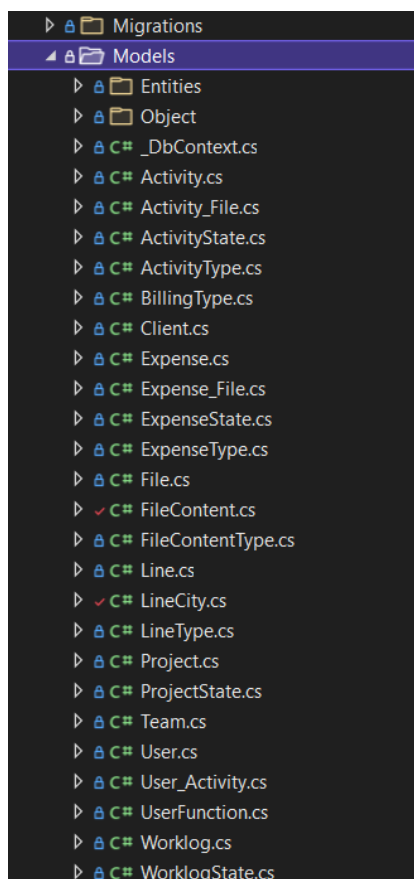 Migrations
Models
Entities
Object
C# _DbContext.cs
C# Activity.cs
C# Activity_File.cs
C# ActivityState.cs
C# ActivityType.cs
C# BillingType.cs
C# Client.cs
C# Expense.cs
C# Expense_File.cs
C# ExpenseState.cs
C# ExpenseType.cs
C# File.cs
C# FileContent.cs
C# FileContentType.cs
C# Line.cs
C# LineCity.cs
C# LineType.cs
C# Project.cs
C# ProjectState.cs
C# Team.cs
C# User.cs
C# User_Activity.cs
C# UserFunction.cs
C# Worklog.cs
C# WorklogState.cs